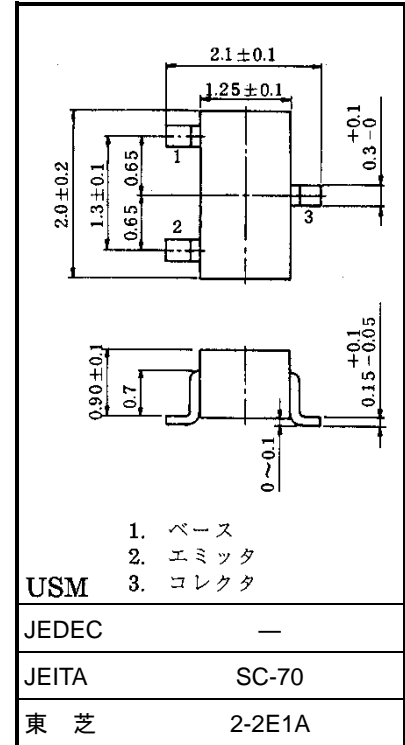 2.1±0.1
1.25±0.1
+0.1
0.3-0
2.0±0.2
1.3±0.1
0.65
0.65
1
2
3
0.90±0.1
0.7
+0.1
0.15-0.05
0~0.1
1. ベース
2. エミッタ
3. コレクタ
USM
JEDEC —
JEITA SC-70
東 芝 2-2E1A